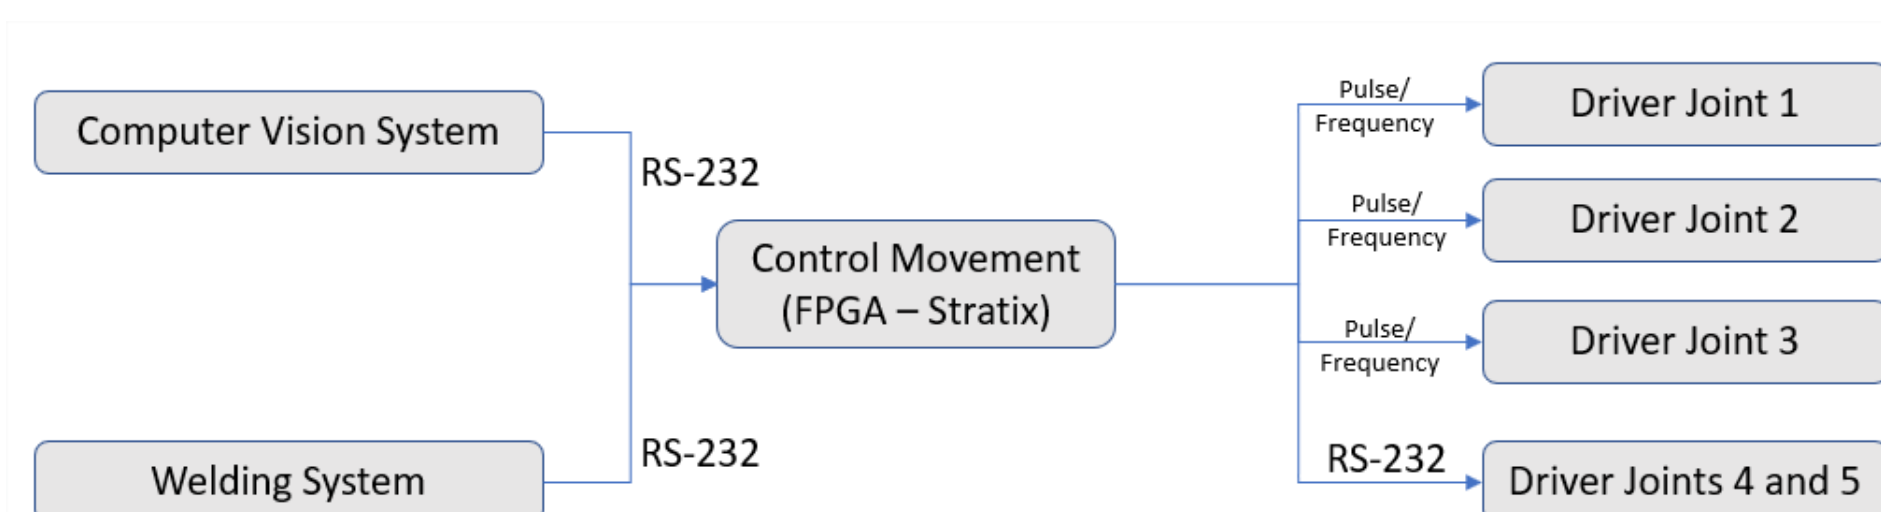 Computer Vision System
RS-232
Control Movement
(FPGA – Stratix)
RS-232
Welding System
Pulse/
Frequency
Driver Joint 1
Pulse/
Frequency
Driver Joint 2
Pulse/
Frequency
Driver Joint 3
RS-232
Driver Joints 4 and 5